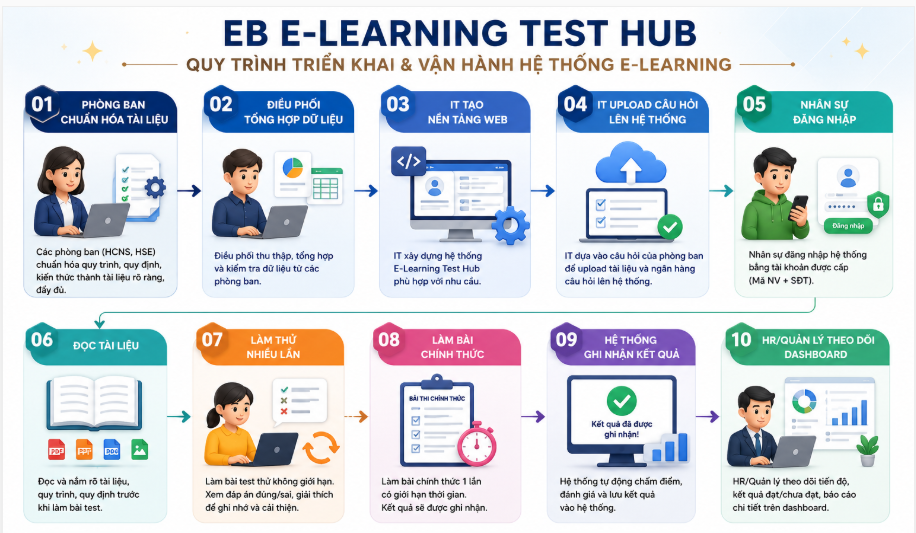 EB E-LEARNING TEST HUB
QUY TRÌNH TRIỂN KHAI & VẬN HÀNH HỆ THỐNG E-LEARNING
01
PHÒNG BAN
CHUẨN HÓA TÀI LIỆU
Các phòng ban (HCNS, HSE)
chuẩn hóa quy trình, quy định,
kiến thức thành tài liệu rõ ràng,
đầy đủ.
02
ĐIỀU PHỐI
TỔNG HỢP DỮ LIỆU
Điều phối thu thập, tổng hợp
và kiểm tra dữ liệu từ các
phòng ban.
03
IT TẠO
NỀN TẢNG WEB
</>
IT xây dựng hệ thống
E-Learning Test Hub
phù hợp với nhu cầu.
04
IT UPLOAD CÂU HỎI
LÊN HỆ THỐNG
IT dựa vào câu hỏi của phòng ban
để upload tài liệu và ngân hàng
câu hỏi lên hệ thống.
05
NHÂN SỰ
ĐĂNG NHẬP
Đăng nhập
Nhân sự đăng nhập hệ thống
bằng tài khoản được cấp
(Mã NV + SĐT).
06
ĐỌC TÀI LIỆU
PDF
PPT
DOC
Đọc và nắm rõ tài liệu,
quy trình, quy định trước
khi làm bài test.
07
LÀM THỬ
NHIỀU LẦN
Làm bài test thử không giới hạn.
Xem đáp án đúng/sai, giải thích
để ghi nhớ và cải thiện.
08
LÀM BÀI
CHÍNH THỨC
BÀI THI CHÍNH THỨC
Làm bài chính thức 1 lần
có giới hạn thời gian.
Kết quả sẽ được ghi nhận.
09
HỆ THỐNG
GHI NHẬN KẾT QUẢ
Kết quả đã được
ghi nhận!
Hệ thống tự động chấm điểm,
đánh giá và lưu kết quả
vào hệ thống.
10
HR/QUẢN LÝ THEO DÕI
DASHBOARD
HR/Quản lý theo dõi tiến độ,
kết quả đạt/chưa đạt, báo cáo
chi tiết trên dashboard.